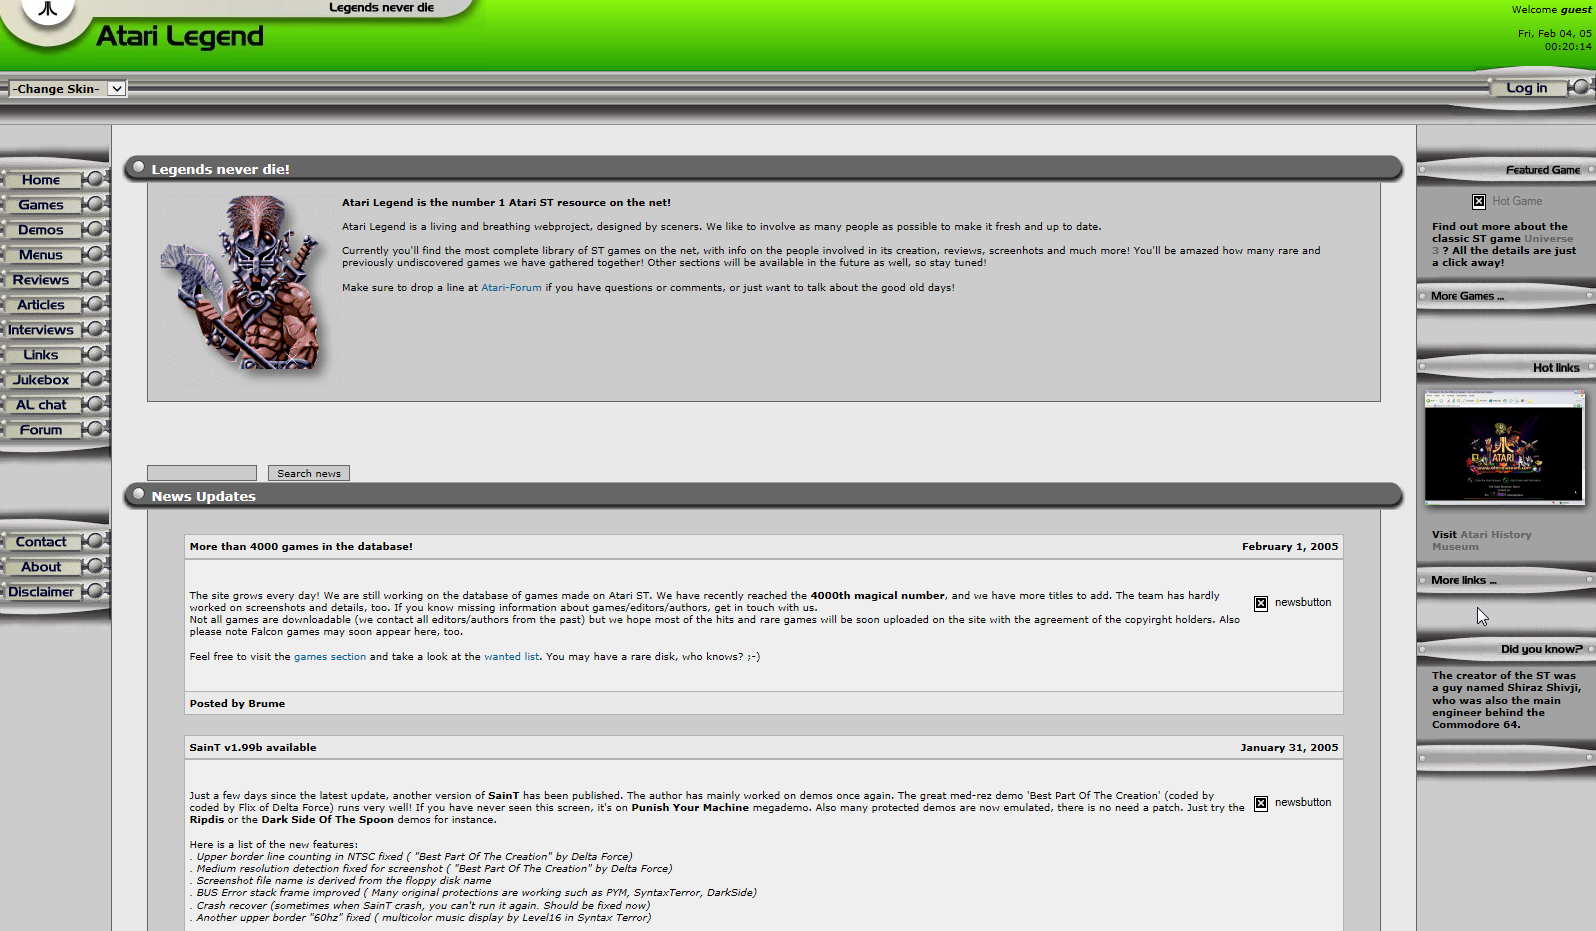 Legends never die
Atari Legend
Welcome guest
Fri, Feb 04, 05
00:20:14
-Change Skin-
Log in
Home
Games
Demos
Menus
Reviews
Articles
Interviews
Links
Jukebox
AL chat
Forum
Contact
About
Disclaimer
Legends never die!
Atari Legend is the number 1 Atari ST resource on the net!
Atari Legend is a living and breathing webproject, designed by sceners. We like to involve as many people as possible to make it fresh and up to date.
Currently you'll find the most complete library of ST games on the net, with info on the people involved in its creation, reviews, screenhots and much more! You'll be amazed how many rare and
previously undiscovered games we have gathered together! Other sections will be available in the future as well, so stay tuned!
Make sure to drop a line at Atari-Forum if you have questions or comments, or just want to talk about the good old days!
Search news
News Updates
More than 4000 games in the database! February 1, 2005
The site grows every day! We are still working on the database of games made on Atari ST. We have recently reached the 4000th magical number, and we have more titles to add. The team has hardly
worked on screenshots and details, too. If you know missing information about games/editors/authors, get in touch with us.
Not all games are downloadable (we contact all editors/authors from the past) but we hope most of the hits and rare games will be soon uploaded on the site with the agreement of the copyirght holders. Also
please note Falcon games may soon appear here, too.
newsbutton
Feel free to visit the games section and take a look at the wanted list. You may have a rare disk, who knows? ;-)
Posted by Brume
SainT v1.99b available January 31, 2005
Just a few days since the latest update, another version of SainT has been published. The author has mainly worked on demos once again. The great med-rez demo 'Best Part Of The Creation' (coded by
coded by Flix of Delta Force) runs very well! If you have never seen this screen, it's on Punish Your Machine megademo. Also many protected demos are now emulated, there is no need a patch. Just try the
Ripdis or the Dark Side Of The Spoon demos for instance.
newsbutton
Here is a list of the new features:
. Upper border line counting in NTSC fixed ( "Best Part Of The Creation" by Delta Force)
. Medium resolution detection fixed for screenshot ( "Best Part Of The Creation" by Delta Force)
. Screenshot file name is derived from the floppy disk name
. BUS Error stack frame improved ( Many original protections are working such as PYM, SyntaxTerror, DarkSide)
. Crash recover (sometimes when SainT crash, you can't run it again. Should be fixed now)
. Another upper border "60hz" fixed ( multicolor music display by Level16 in Syntax Terror)
Featured Game
Hot Game
Find out more about the
classic ST game Universe
3 ? All the details are just
a click away!
More Games ...
Hot links
ATARI
Visit Atari History
Museum
More links ...
Did you know?
The creator of the ST was
a guy named Shiraz Shivji,
who was also the main
engineer behind the
Commodore 64.